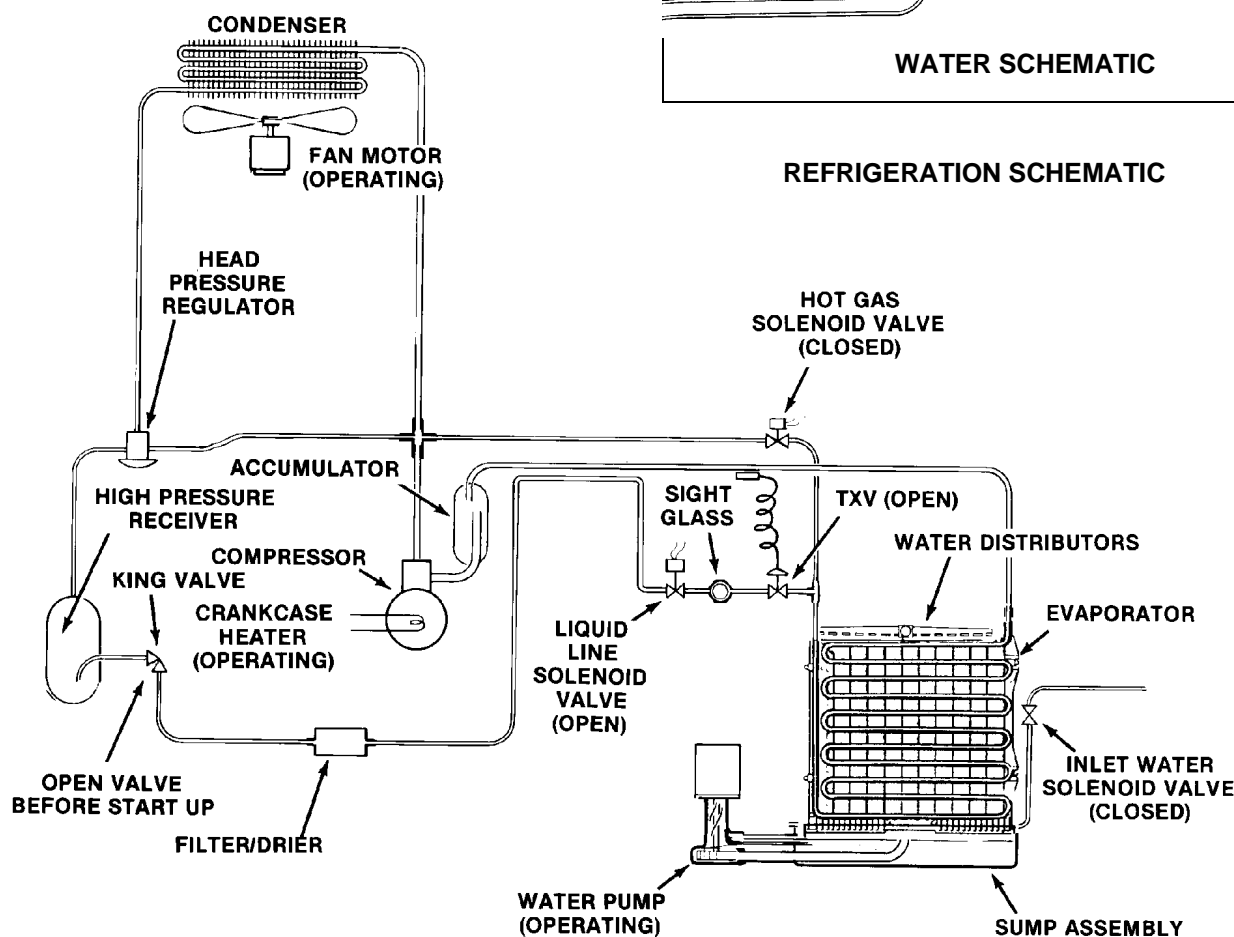 CONDENSER
WATER SCHEMATIC
FAN MOTOR
(OPERATING)
REFRIGERATION SCHEMATIC
HEAD
PRESSURE
REGULATOR
HOT GAS
SOLENOID VALVE
(CLOSED)
ACCUMULATOR
HIGH PRESSURE
RECEIVER
SIGHT
GLASS
TXV (OPEN)
WATER DISTRIBUTORS
COMPRESSOR
KING VALVE
CRANKCASE
HEATER
(OPERATING)
EVAPORATOR
LIQUID
LINE
SOLENOID
VALVE
(OPEN)
OPEN VALVE
BEFORE START UP
INLET WATER
SOLENOID VALVE
(CLOSED)
FILTER/DRIER
WATER PUMP
(OPERATING)
SUMP ASSEMBLY